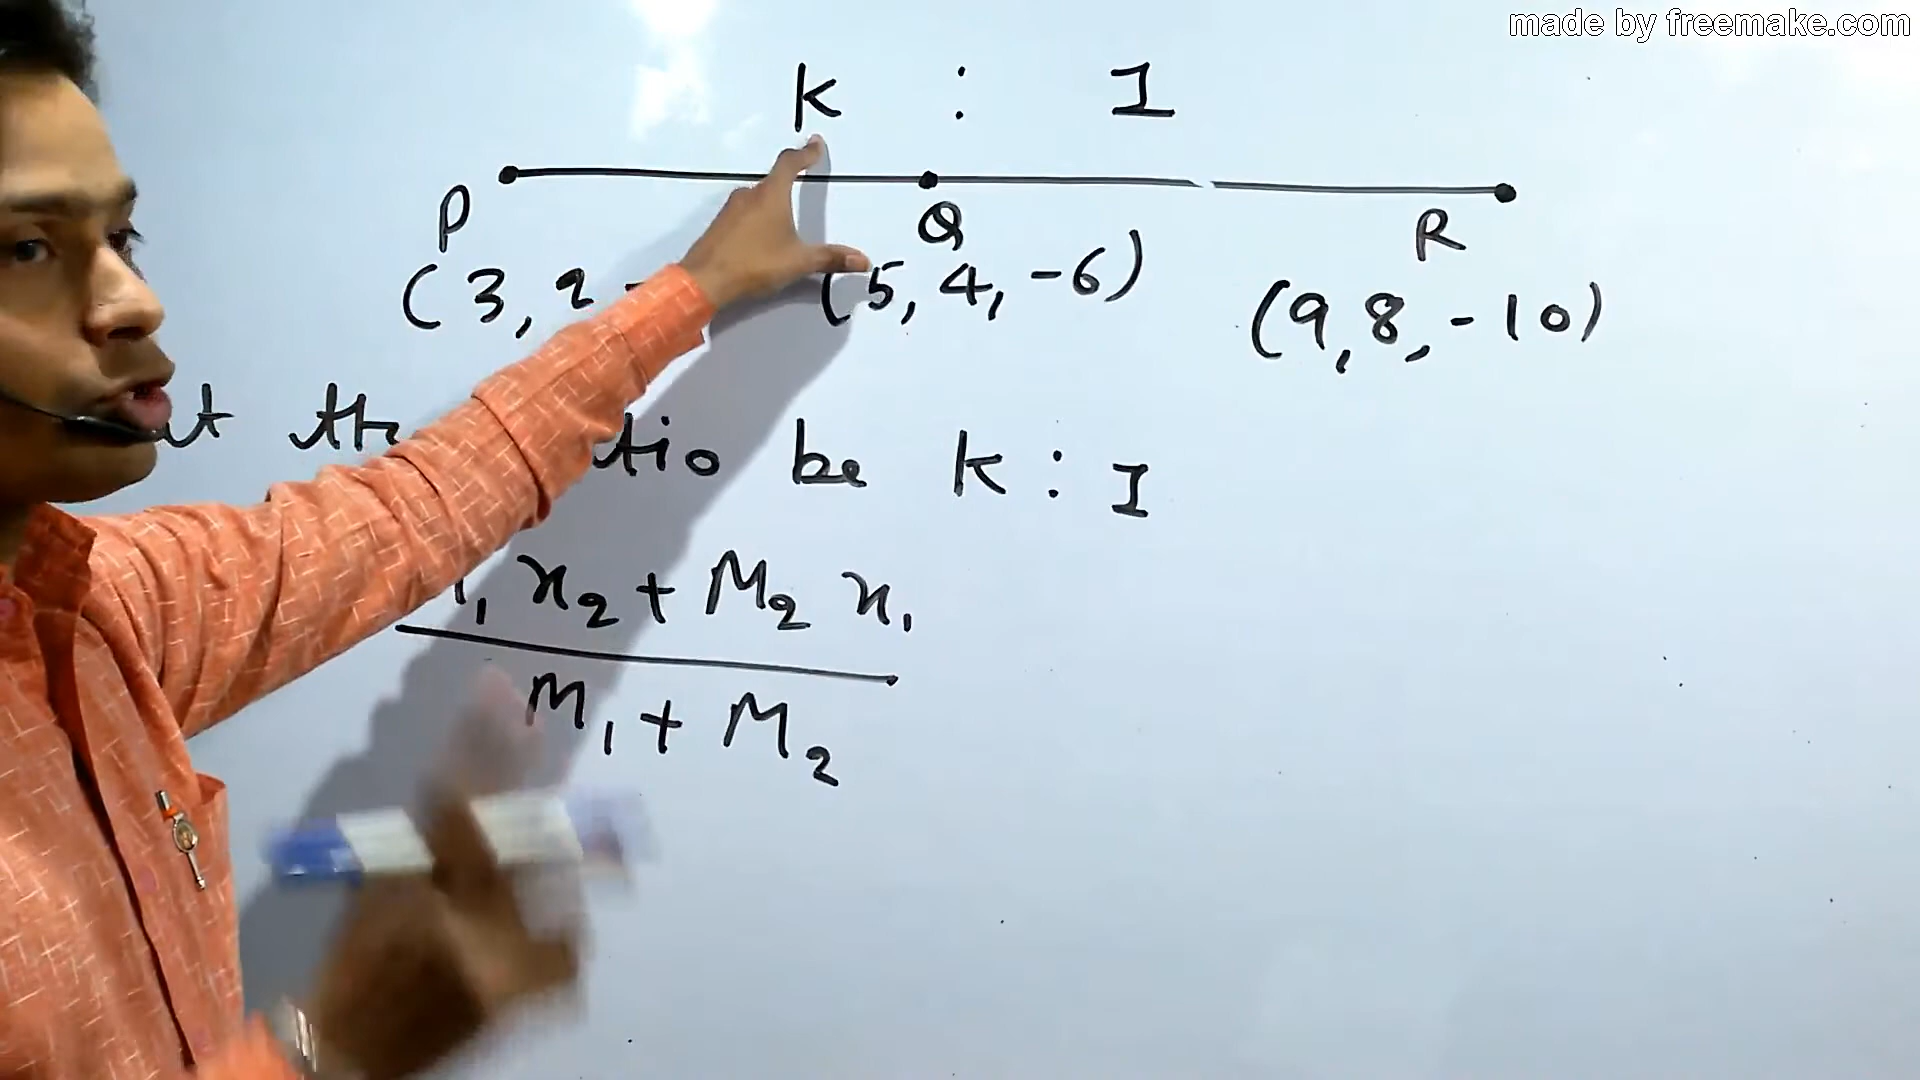 made by freemake.com
K : 1
P Q R
(3, 2 - (5, 4, -6) (9, 8, -10)
be K : 1
x₂ + M₂ x₁
M₁ + M₂